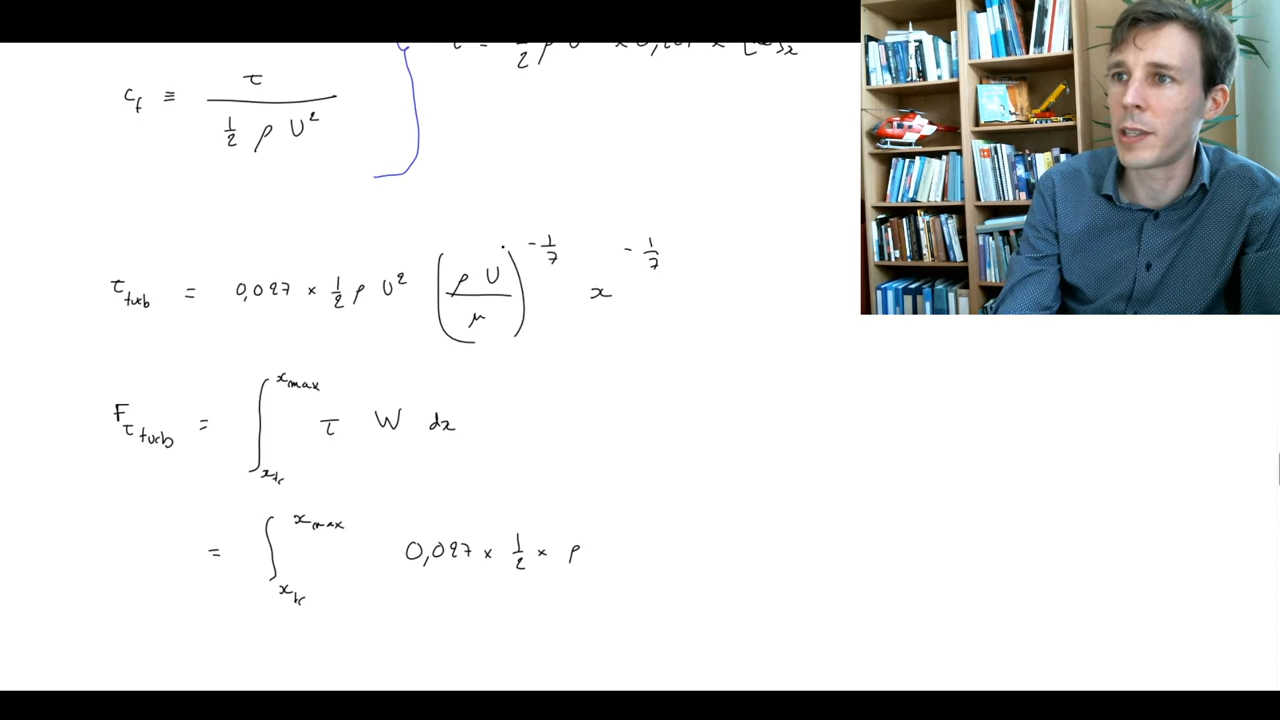 c_f ≡ τ / (1/2 ρ U²)
τ_turb = 0,027 × 1/2 ρ U² (ρ U / μ)^(-1/7) x^(-1/7)
F_τ turb = ∫_{x_tr}^{x_max} τ W dx
= ∫_{x_tr}^{x_max} 0,027 × 1/2 × ρ